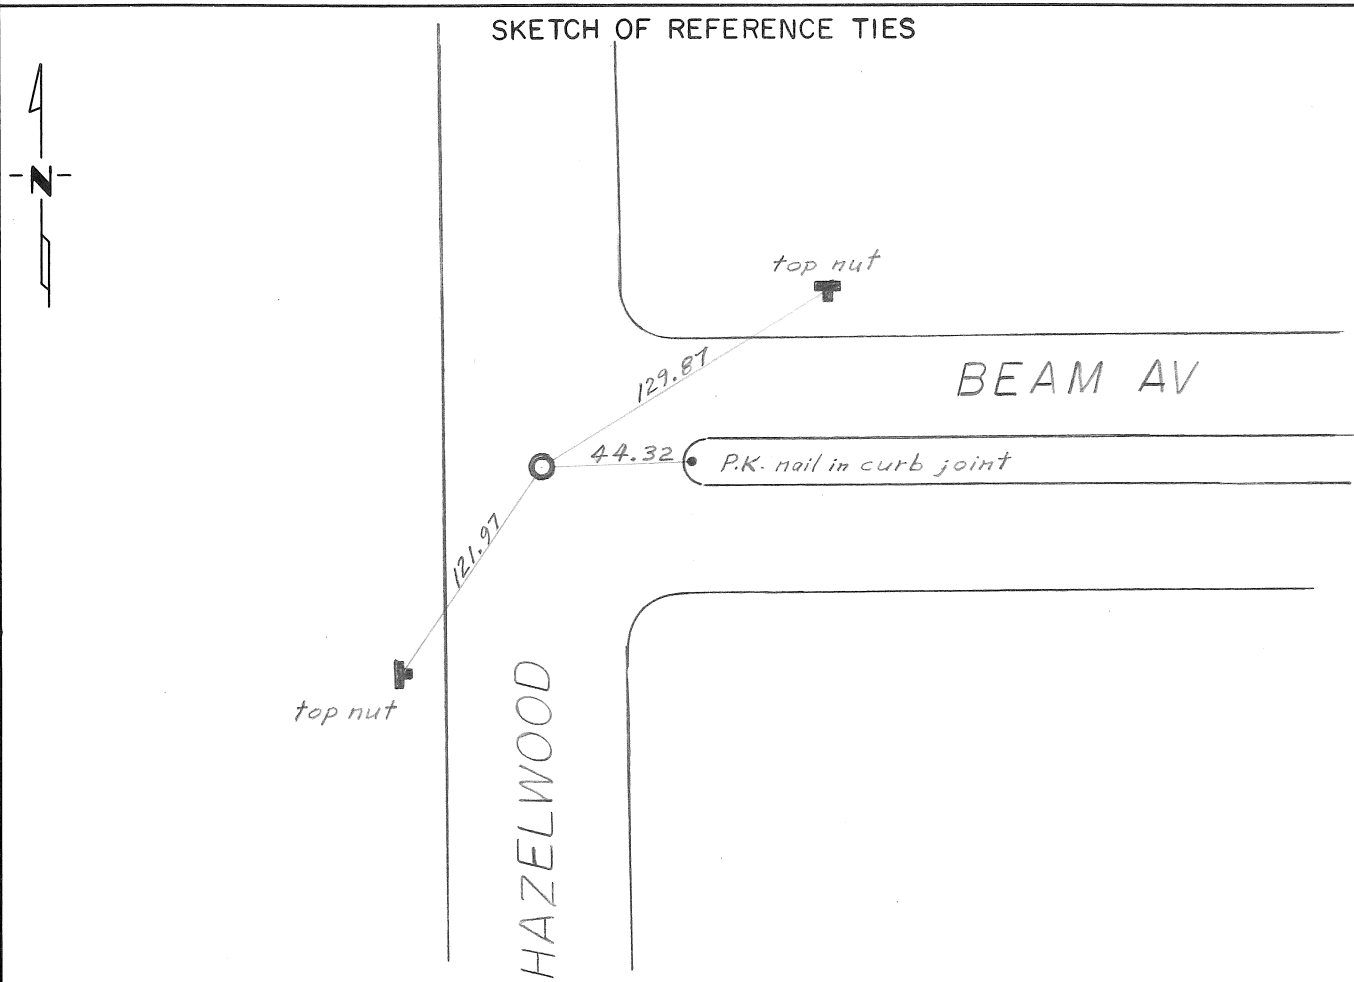 SKETCH OF REFERENCE TIES
N
top nut
129.87
BEAM AV
44.32
P.K. nail in curb joint
121.97
top nut
HAZELWOOD